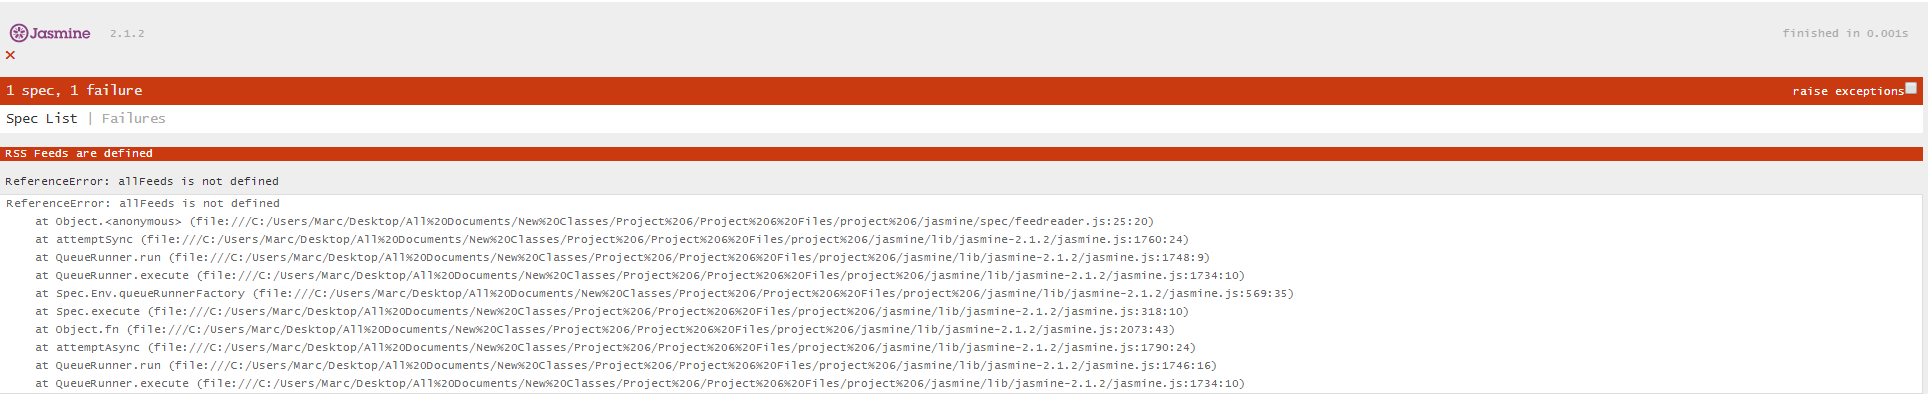 Jasmine 2.1.2 finished in 0.001s
×
1 spec, 1 failure raise exceptions
Spec List | Failures
RSS Feeds are defined
ReferenceError: allFeeds is not defined
ReferenceError: allFeeds is not defined
at Object.<anonymous> (file:///C:/Users/Marc/Desktop/All%20Documents/New%20Classes/Project%206/Project%206%20Files/project%206/jasmine/spec/feedreader.js:25:20)
at attemptSync (file:///C:/Users/Marc/Desktop/All%20Documents/New%20Classes/Project%206/Project%206%20Files/project%206/jasmine/lib/jasmine-2.1.2/jasmine.js:1760:24)
at QueueRunner.run (file:///C:/Users/Marc/Desktop/All%20Documents/New%20Classes/Project%206/Project%206%20Files/project%206/jasmine/lib/jasmine-2.1.2/jasmine.js:1748:9)
at QueueRunner.execute (file:///C:/Users/Marc/Desktop/All%20Documents/New%20Classes/Project%206/Project%206%20Files/project%206/jasmine/lib/jasmine-2.1.2/jasmine.js:1734:10)
at Spec.Env.queueRunnerFactory (file:///C:/Users/Marc/Desktop/All%20Documents/New%20Classes/Project%206/Project%206%20Files/project%206/jasmine/lib/jasmine-2.1.2/jasmine.js:569:35)
at Spec.execute (file:///C:/Users/Marc/Desktop/All%20Documents/New%20Classes/Project%206/Project%206%20Files/project%206/jasmine/lib/jasmine-2.1.2/jasmine.js:318:10)
at Object.fn (file:///C:/Users/Marc/Desktop/All%20Documents/New%20Classes/Project%206/Project%206%20Files/project%206/jasmine/lib/jasmine-2.1.2/jasmine.js:2073:43)
at attemptAsync (file:///C:/Users/Marc/Desktop/All%20Documents/New%20Classes/Project%206/Project%206%20Files/project%206/jasmine/lib/jasmine-2.1.2/jasmine.js:1790:24)
at QueueRunner.run (file:///C:/Users/Marc/Desktop/All%20Documents/New%20Classes/Project%206/Project%206%20Files/project%206/jasmine/lib/jasmine-2.1.2/jasmine.js:1746:16)
at QueueRunner.execute (file:///C:/Users/Marc/Desktop/All%20Documents/New%20Classes/Project%206/Project%206%20Files/project%206/jasmine/lib/jasmine-2.1.2/jasmine.js:1734:10)